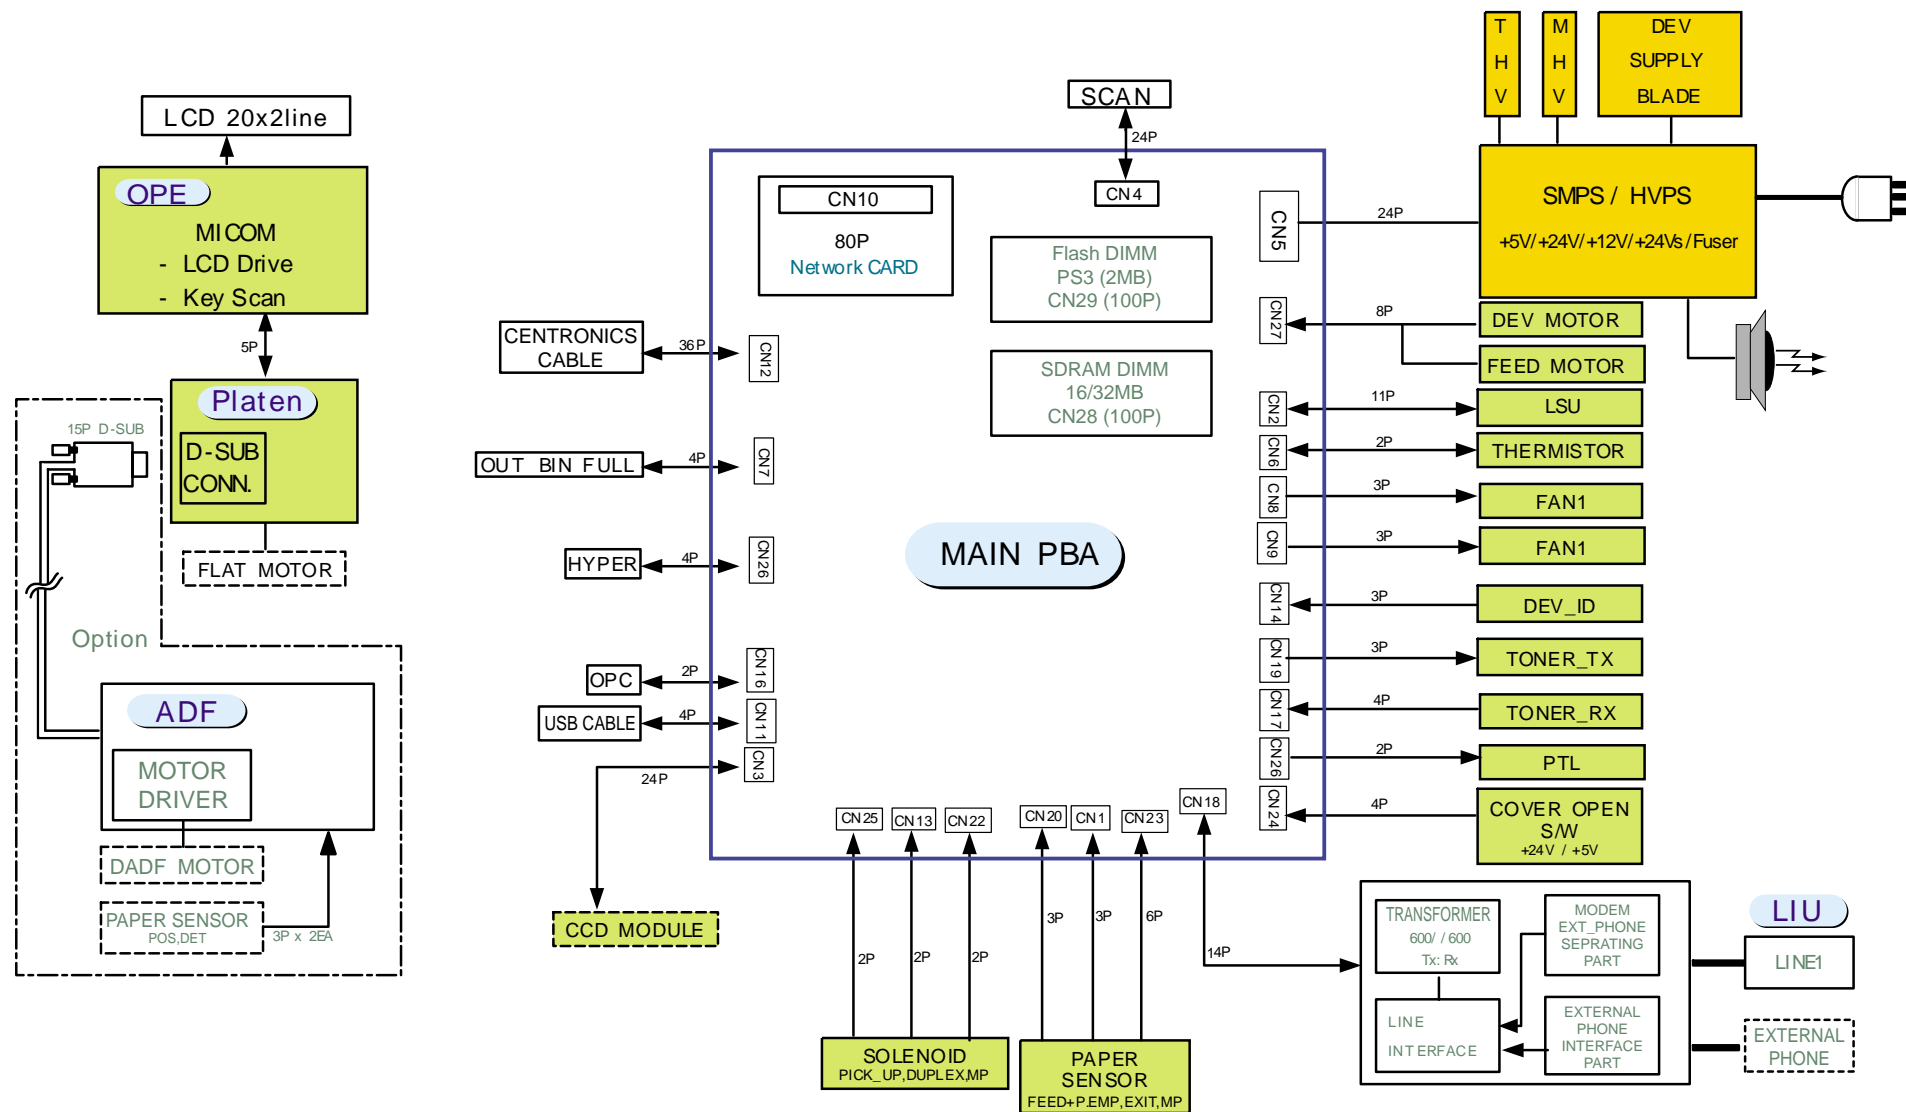 LCD 20x2line
OPE
MICOM
- LCD Drive
- Key Scan
5P
Platen
D-SUB
CONN.
FLAT MOTOR
15P D-SUB
Option
ADF
MOTOR
DRIVER
DADF MOTOR
PAPER SENSOR
POS,DET
3P x 2EA
SCAN
24P
CN4
CN10
80P
Network CARD
Flash DIMM
PS3 (2MB)
CN29 (100P)
SDRAM DIMM
16/32MB
CN28 (100P)
MAIN PBA
CENTRONICS
CABLE
36P
CN12
OUT BIN FULL
4P
CN7
HYPER
4P
CN26
OPC
2P
CN16
USB CABLE
4P
CN11
24P
CN3
CCD MODULE
CN25
CN13
CN22
CN20
CN1
CN23
CN18
2P
2P
2P
3P
3P
6P
14P
SOLENOID
PICK_UP,DUPLEX,MP
PAPER
SENSOR
FEED+P.EMP,EXIT,MP
T
H
V
M
H
V
DEV
SUPPLY
BLADE
SMPS / HVPS
+5V/+24V/+12V/+24Vs/Fuser
CN5
24P
CN27
8P
DEV MOTOR
FEED MOTOR
CN2
11P
LSU
CN6
2P
THERMISTOR
CN8
3P
FAN1
CN9
3P
FAN1
CN14
3P
DEV_ID
CN19
3P
TONER_TX
CN17
4P
TONER_RX
CN26
2P
PTL
CN24
4P
COVER OPEN
S/W
+24V / +5V
TRANSFORMER
600/ / 600
Tx: Rx
MODEM
EXT_PHONE
SEPRATING
PART
LINE
INTERFACE
EXTERNAL
PHONE
INTERFACE
PART
LIU
LINE1
EXTERNAL
PHONE